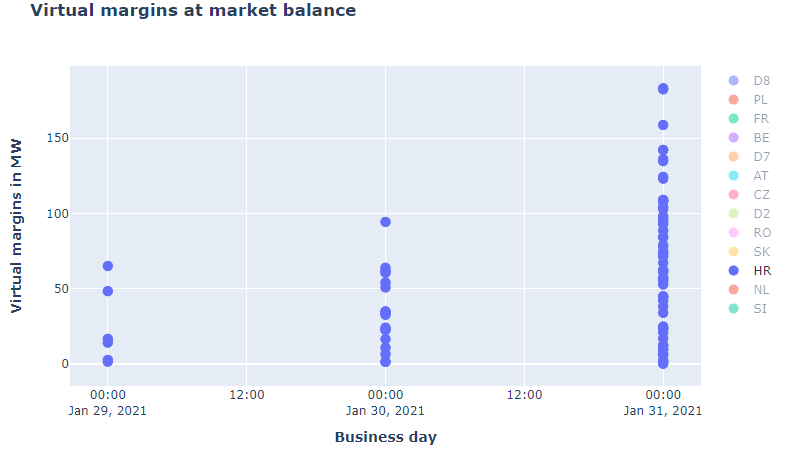 Virtual margins at market balance
Virtual margins in MW
150
100
50
0
00:00
Jan 29, 2021
12:00
00:00
Jan 30, 2021
12:00
00:00
Jan 31, 2021
Business day
D8
PL
FR
BE
D7
AT
CZ
D2
RO
SK
HR
NL
SI